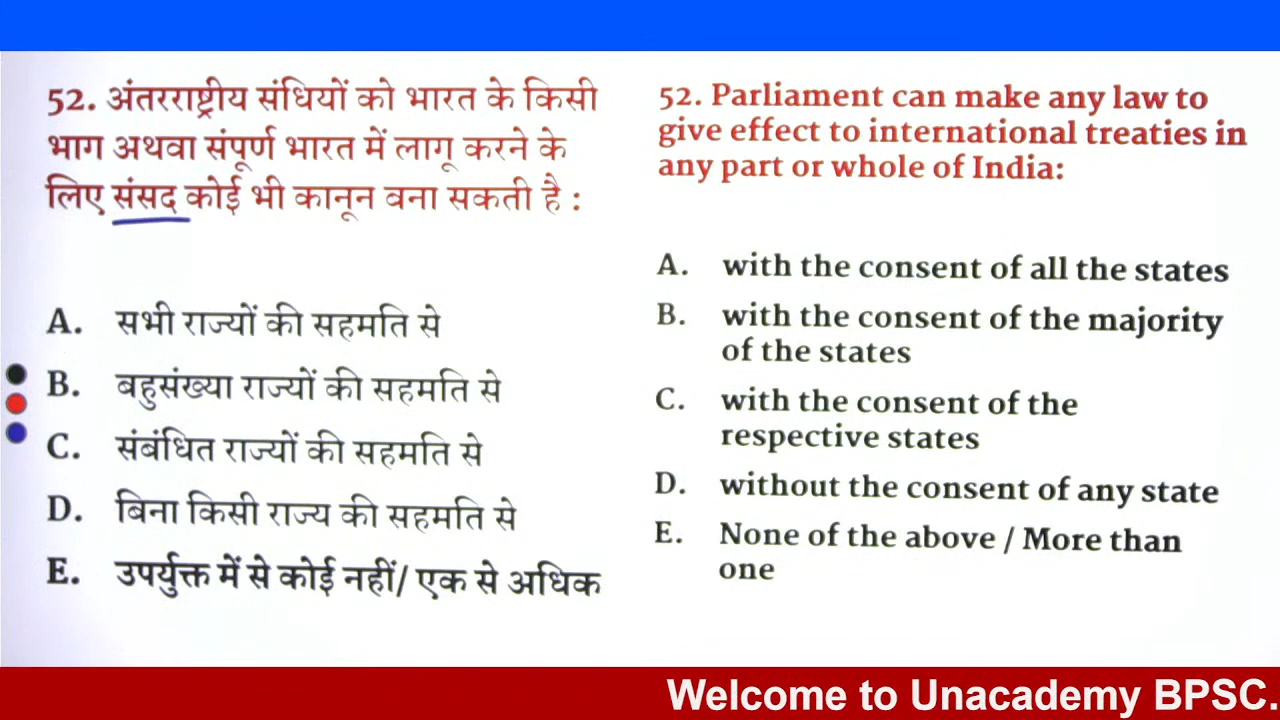 52. अंतरराष्ट्रीय संधियों को भारत के किसी
भाग अथवा संपूर्ण भारत में लागू करने के
लिए संसद कोई भी कानून वना सकती है :
A. सभी राज्यों की सहमति से
B. बहुसंख्या राज्यों की सहमति से
C. संबंधित राज्यों की सहमति से
D. बिना किसी राज्य की सहमति से
E. उपर्युक्त में से कोई नहीं/ एक से अधिक
52. Parliament can make any law to
give effect to international treaties in
any part or whole of India:
A. with the consent of all the states
B. with the consent of the majority
of the states
C. with the consent of the
respective states
D. without the consent of any state
E. None of the above / More than
one
Welcome to Unacademy BPSC.